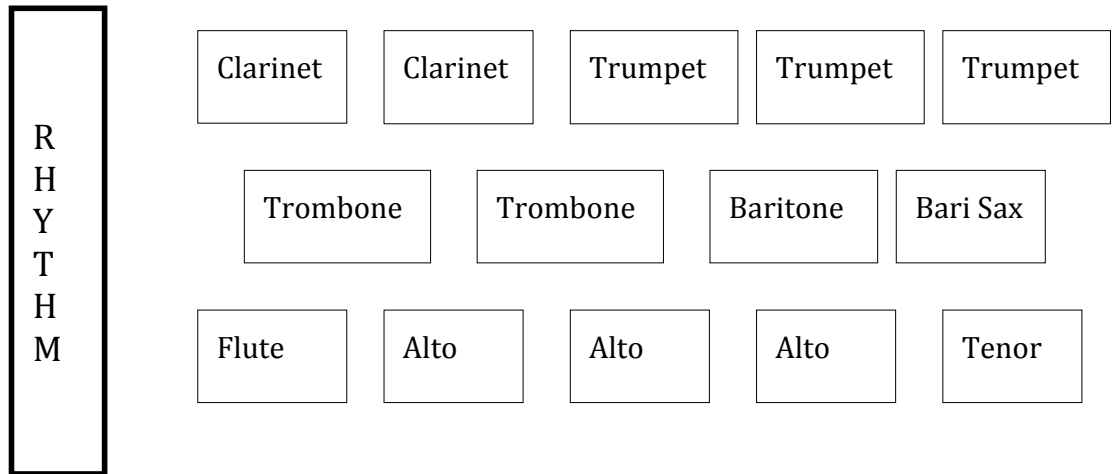 R
H
Y
T
H
M
Clarinet Clarinet Trumpet Trumpet Trumpet
Trombone Trombone Baritone Bari Sax
Flute Alto Alto Alto Tenor